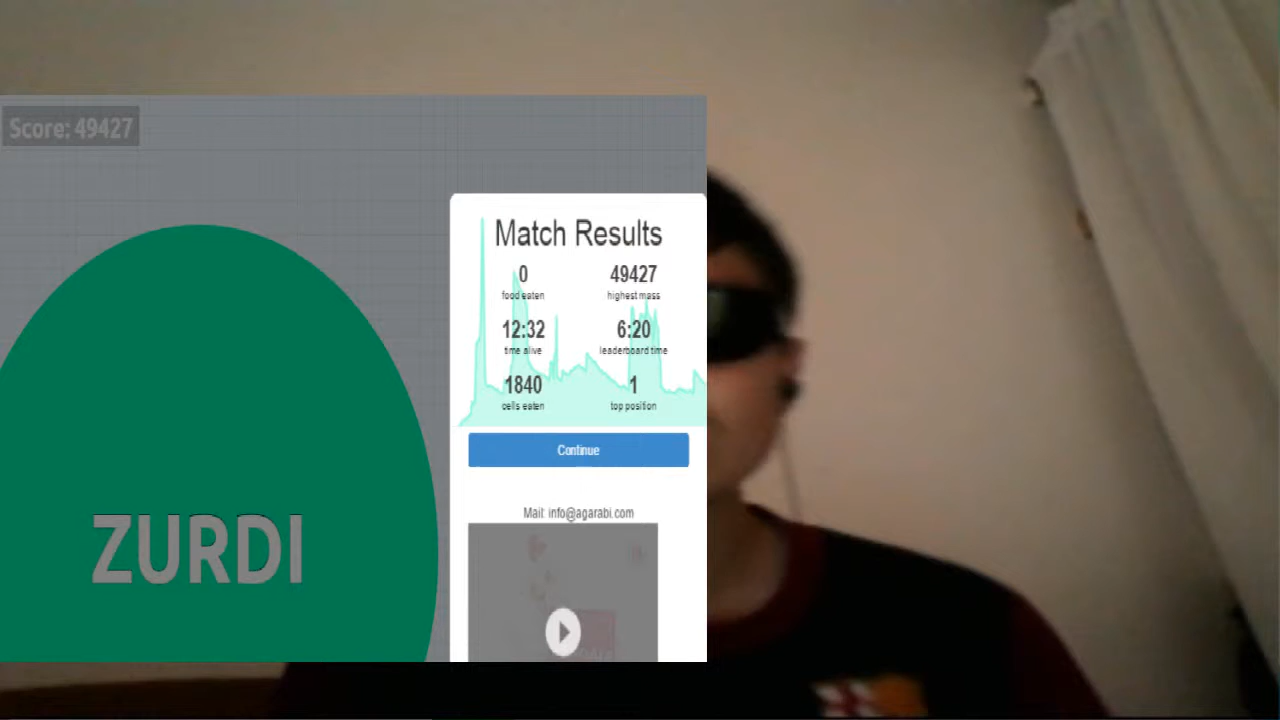 Score: 49427
Match Results
0 49427
food eaten highest mass
12:32 6:20
time alive leaderboard time
1840 1
cells eaten top position
Continue
Mail: info@agarabi.com
ZURDI